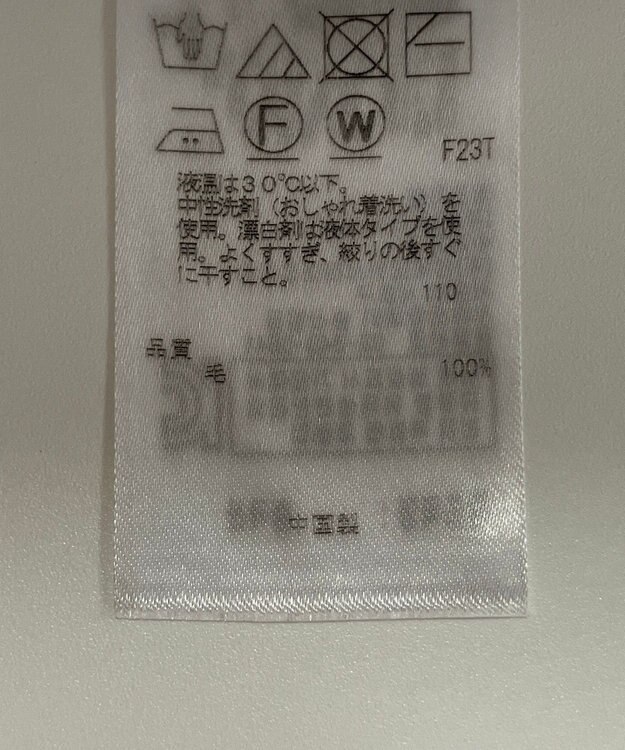 F
W
F23T
液温は30℃以下。
中性洗剤(おしゃれ着洗い)を
使用。漂白剤は液体タイプを使
用。よくすすぎ、絞りの後すぐ
に干すこと。
110
品質
毛 100%
中国製